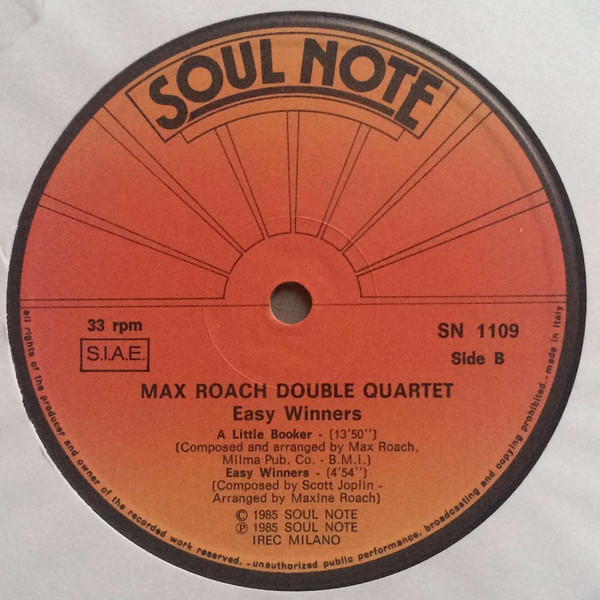 SOUL NOTE
33 rpm
S.I.A.E.
SN 1109
Side B
MAX ROACH DOUBLE QUARTET
Easy Winners
A Little Booker - (13'50'')
(Composed and arranged by Max Roach,
Milma Pub. Co. - B.M.I.)
Easy Winners - (4'54'')
(Composed by Scott Joplin -
Arranged by Maxine Roach)
© 1985 SOUL NOTE
℗ 1985 SOUL NOTE
IREC MILANO
all rights of the producer and owner of the recorded work reserved. - unauthorized public performance, broadcasting and copying prohibited. - made in Italy